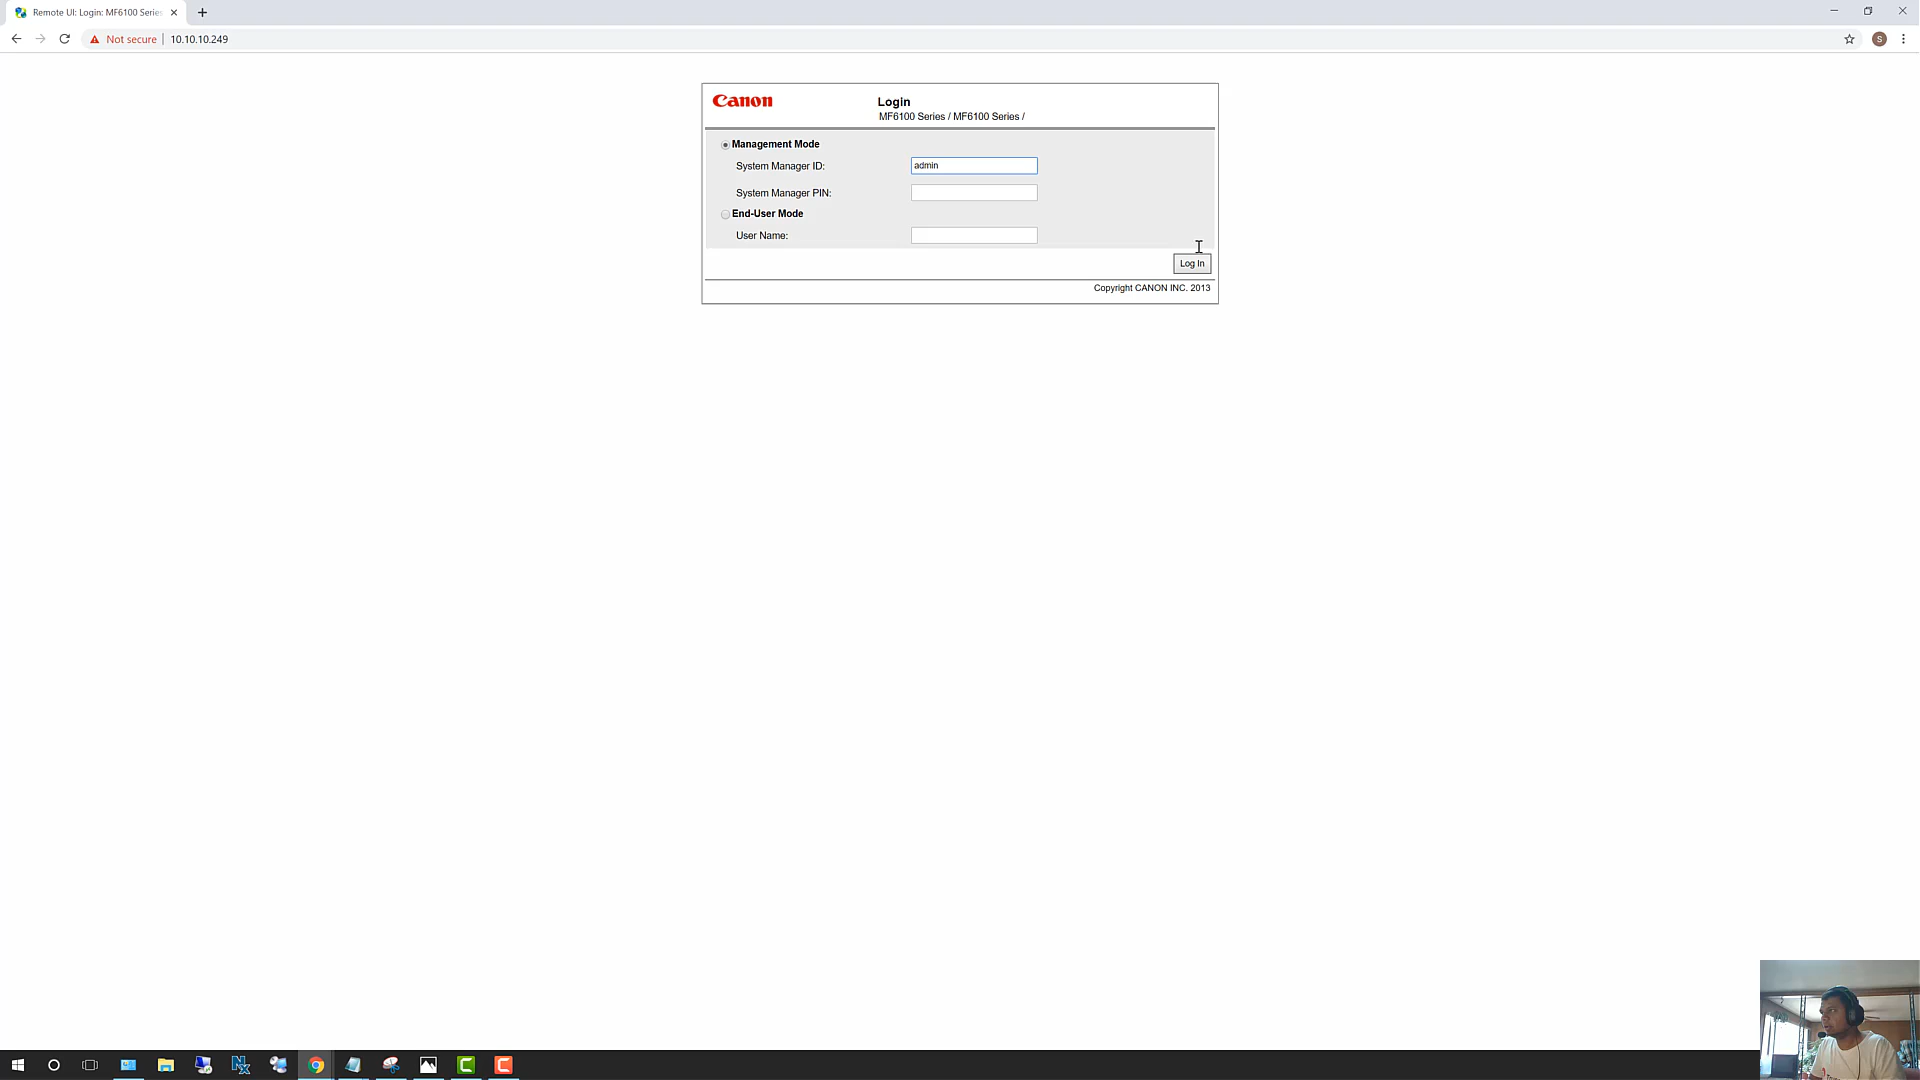 Remote UI: Login: MF6100 Series
Not secure
10.10.10.249
S
Canon
Login
MF6100 Series / MF6100 Series /
Management Mode
System Manager ID:
admin
System Manager PIN:
End-User Mode
User Name:
Log In
Copyright CANON INC. 2013